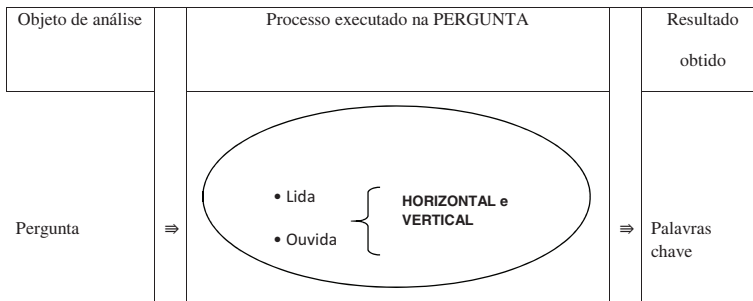 Objeto de análise
Processo executado na PERGUNTA
Resultado
obtido
• Lida
• Ouvida
HORIZONTAL e
VERTICAL
Pergunta
⇛
⇛
Palavras
chave